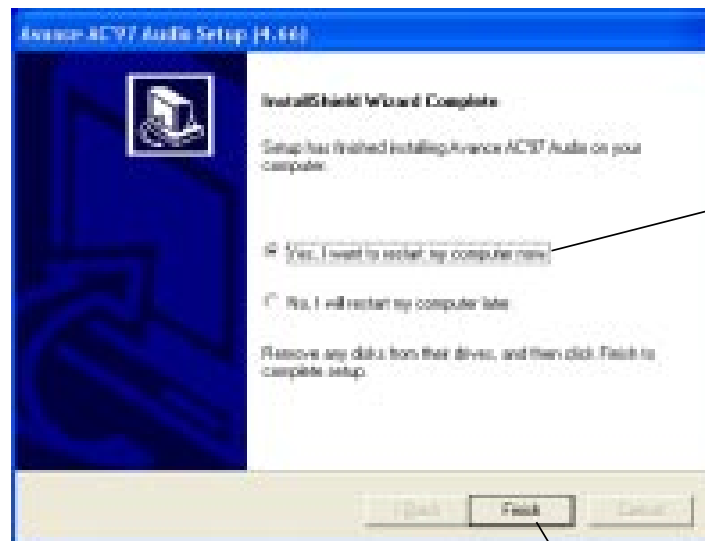 Avance AC'97 Audio Setup (4.66)
InstallShield Wizard Complete
Setup has finished installing Avance AC'97 Audio on your
computer.
Yes, I want to restart my computer now.
No, I will restart my computer later.
Remove any disks from their drives, and then click Finish to
complete setup.
< Back
Finish
Cancel